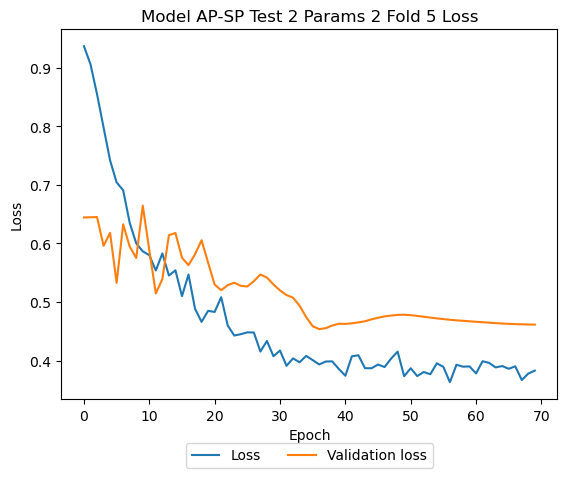 Model AP-SP Test 2 Params 2 Fold 5 Loss
Loss
0.9
0.8
0.7
0.6
0.5
0.4
0 10 20 30 40 50 60 70
Epoch
Loss Validation loss